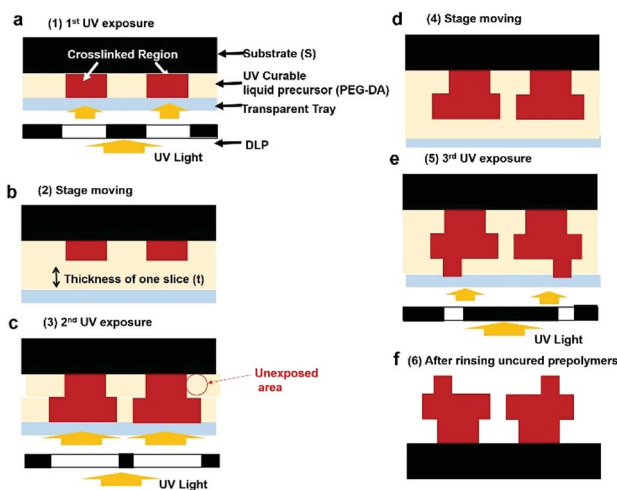 a
(1) 1st UV exposure
Crosslinked Region
Substrate (S)
UV Curable
liquid precursor (PEG-DA)
Transparent Tray
DLP
UV Light
b
(2) Stage moving
Thickness of one slice (t)
c
(3) 2nd UV exposure
Unexposed
area
UV Light
d
(4) Stage moving
e
(5) 3rd UV exposure
UV Light
f
(6) After rinsing uncured prepolymers